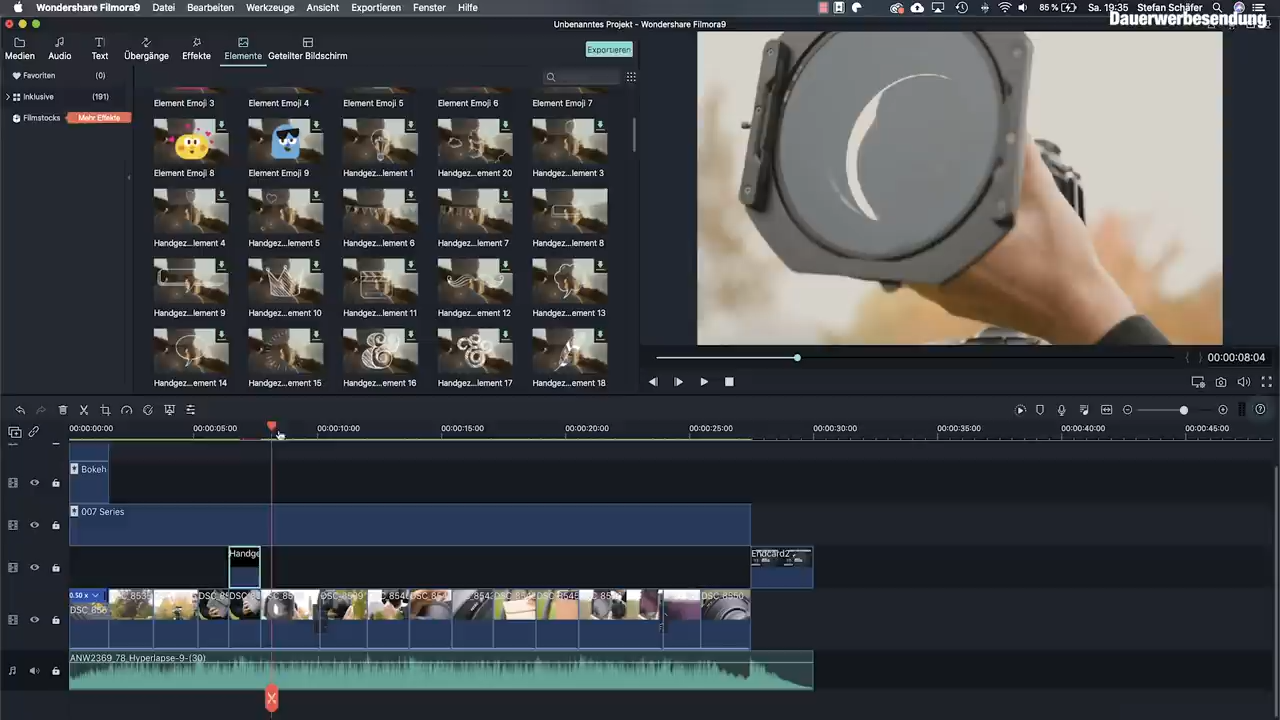 Wondershare Filmora9 Datei Bearbeiten Werkzeuge Ansicht Exportieren Fenster Hilfe 85 % Sa. 19:35 Stefan Schäfer
Unbenanntes Projekt - Wondershare Filmora9
Dauerwerbesendung
Medien Audio Text Übergänge Effekte Elemente Geteilter Bildschirm Exportieren
Favoriten (0)
Inklusive (191)
Filmstocks Mehr Effekte
Element Emoji 3 Element Emoji 4 Element Emoji 5 Element Emoji 6 Element Emoji 7
Element Emoji 8 Element Emoji 9 Handgez...lement 1 Handgez...ement 20 Handgez...lement 3
Handgez...lement 4 Handgez...lement 5 Handgez...lement 6 Handgez...lement 7 Handgez...lement 8
Handgez...lement 9 Handgez...ement 10 Handgez...ement 11 Handgez...ement 12 Handgez...ement 13
Handgez...ement 14 Handgez...ement 15 Handgez...ement 16 Handgez...ement 17 Handgez...ement 18
00:00:08:04
00:00:00:00 00:00:05:00 00:00:10:00 00:00:15:00 00:00:20:00 00:00:25:00 00:00:30:00 00:00:35:00 00:00:40:00 00:00:45:00
Bokeh
007 Series
Handge Endcard2
0.50 x DSC_8550
DSC_856
ANW2369_78_Hyperlapse-9-(30)